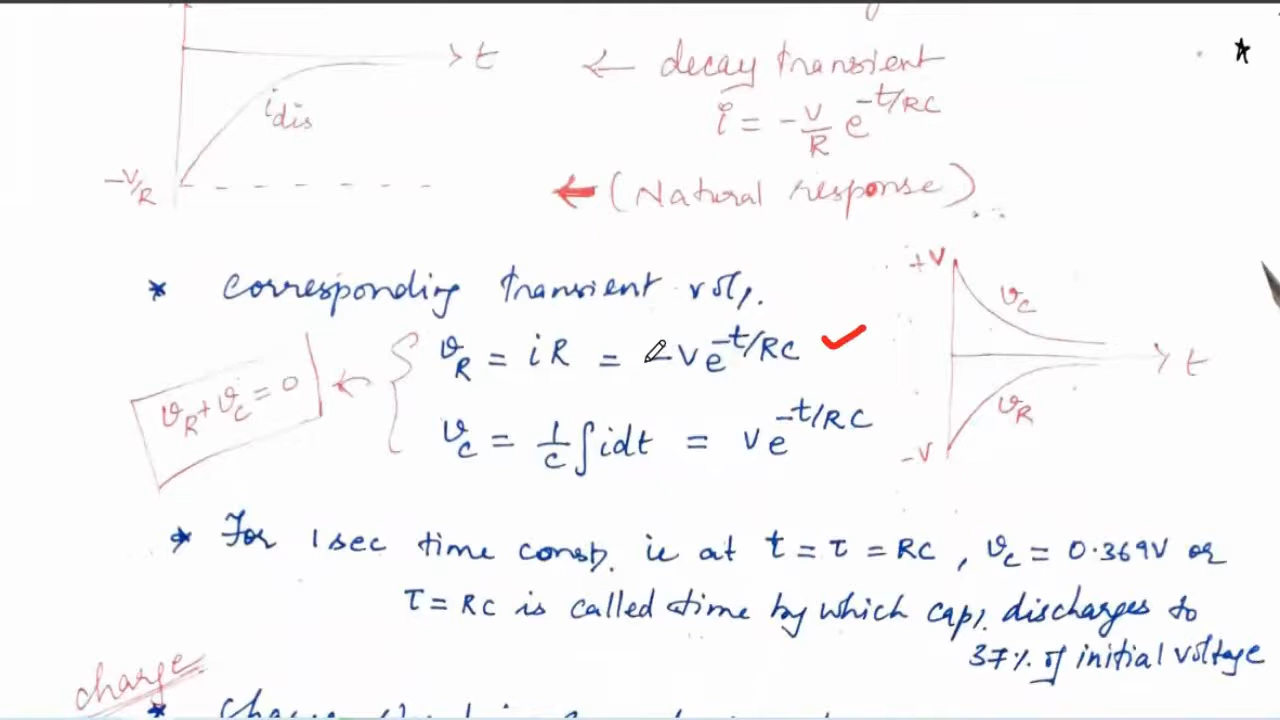 t
← decay transient
i = -V/R e^{-t/RC}
i_dis
-V/R
← (Natural response)
* Corresponding transient vol,.
+V
v_C
v_R = iR = -Ve^{-t/RC} ✓
t
v_R + v_C = 0 ←
v_R
v_C = 1/C ∫idt = Ve^{-t/RC}
-V
* For 1 sec time const. ie at t = τ = RC, v_C = 0.369V or
τ = RC is called time by which cap,. discharges to
37% of initial voltage
charge
*